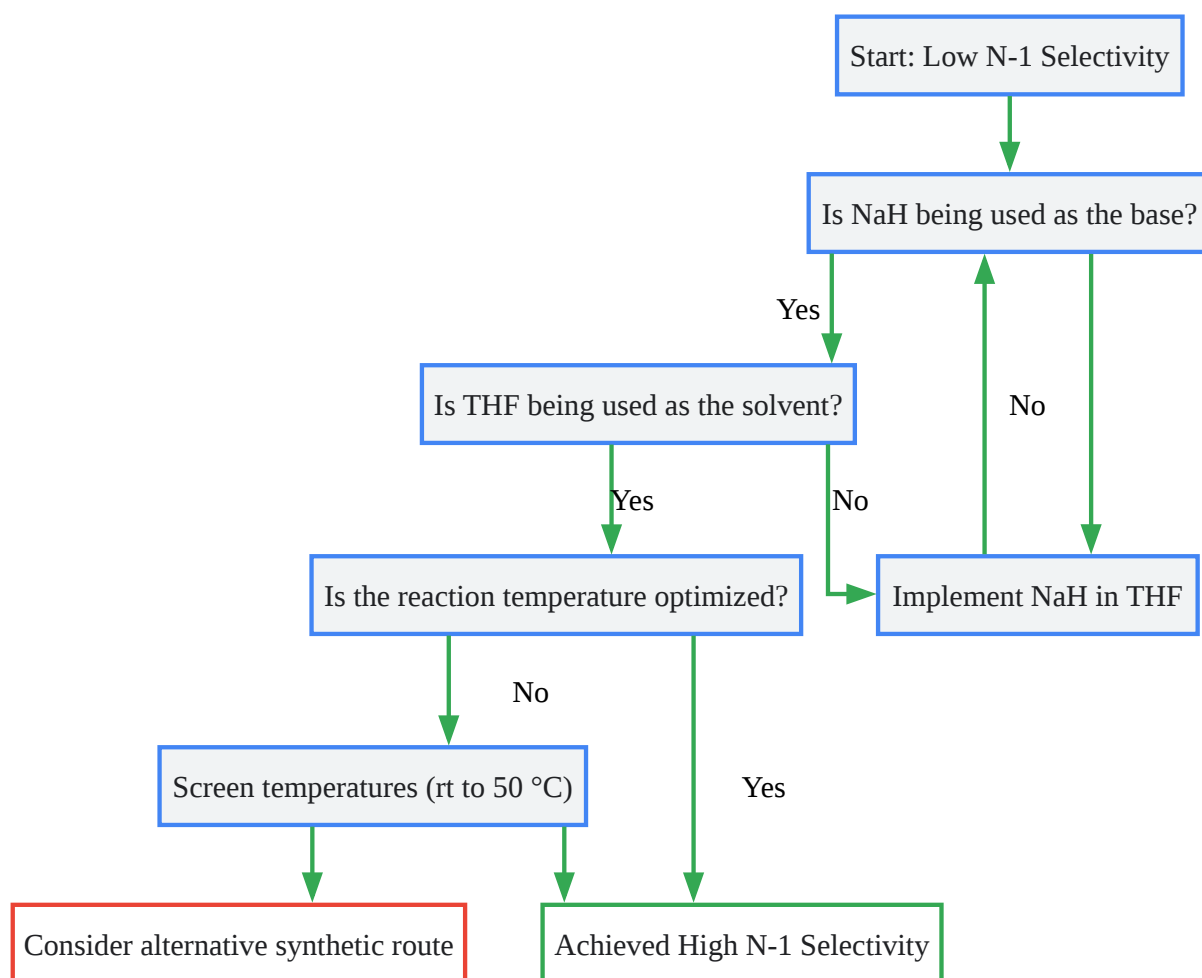 Start: Low N-1 Selectivity
Is NaH being used as the base?
Yes
Is THF being used as the solvent?
No
Yes
No
Is the reaction temperature optimized?
Implement NaH in THF
No
Screen temperatures (rt to 50 °C)
Yes
Consider alternative synthetic route
Achieved High N-1 Selectivity